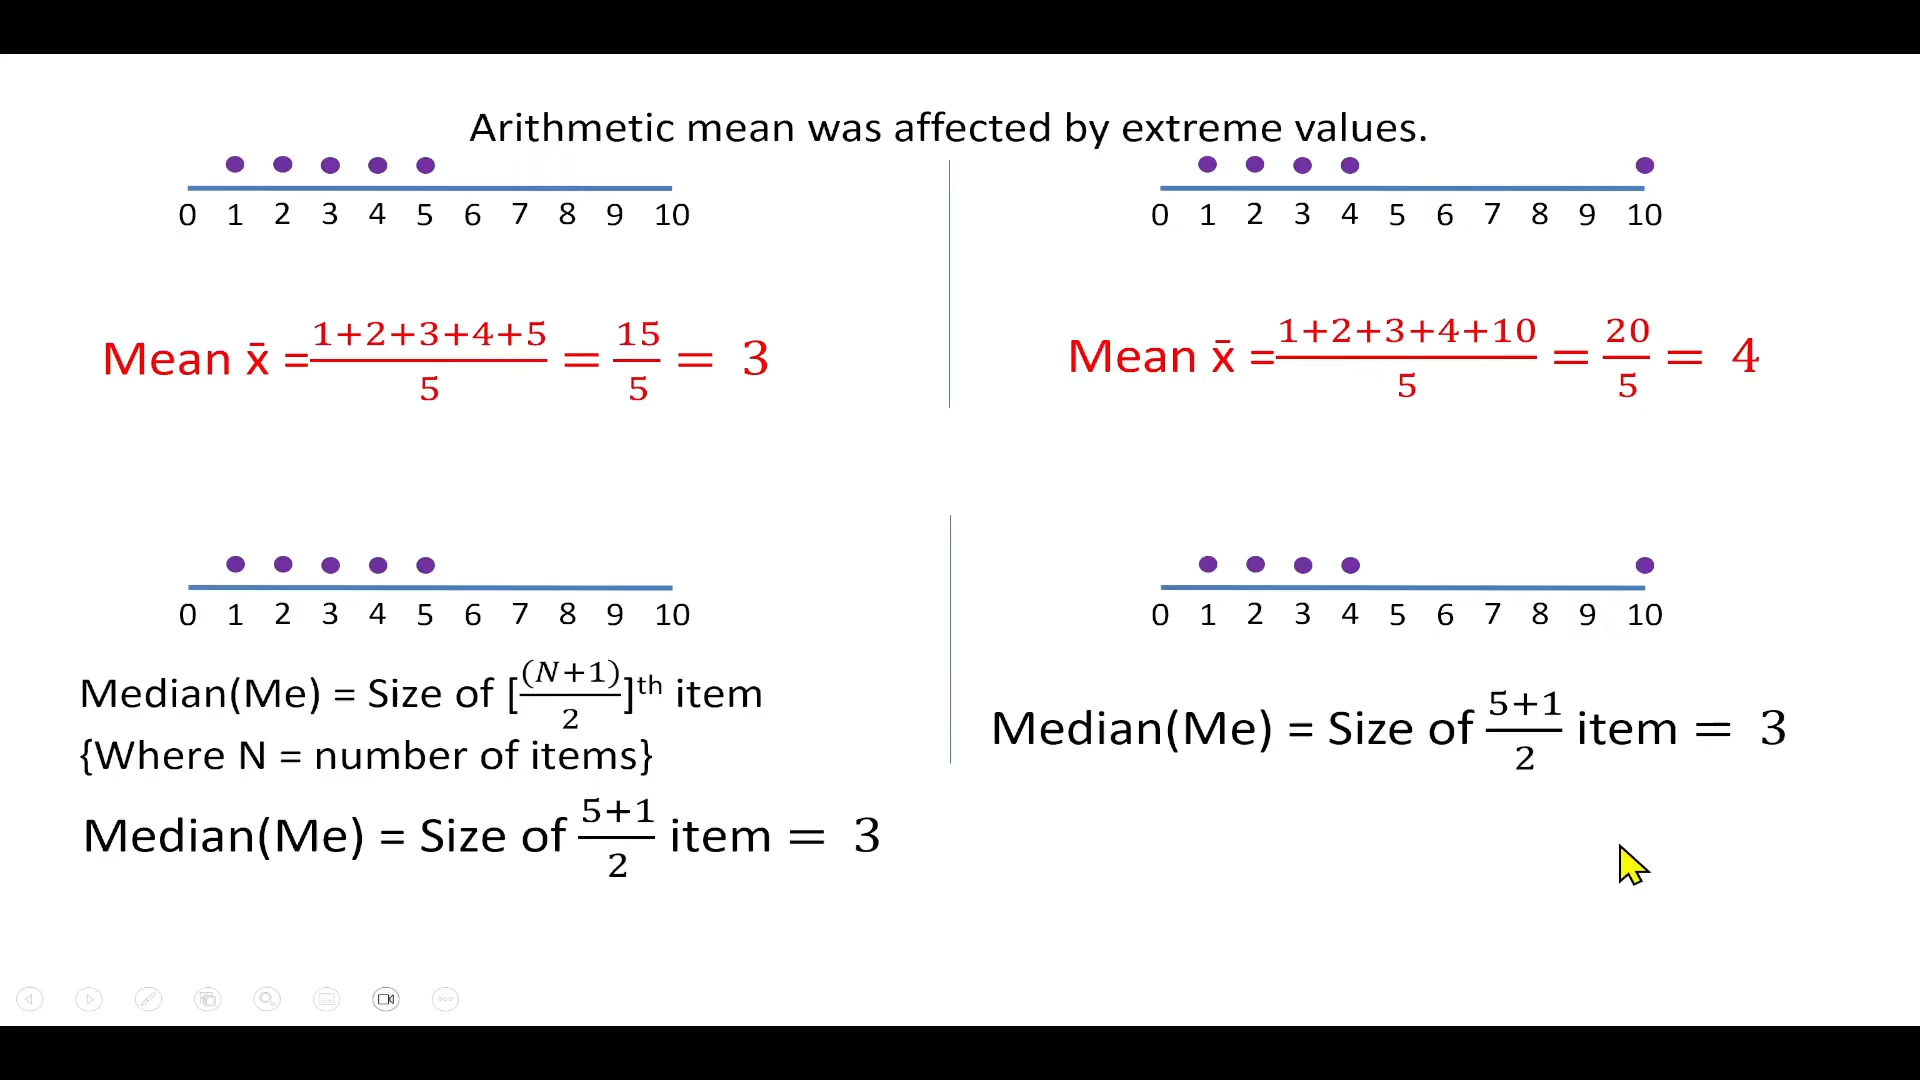 Arithmetic mean was affected by extreme values.
0 1 2 3 4 5 6 7 8 9 10
Mean x̄ = 1+2+3+4+5/5 = 15/5 = 3
0 1 2 3 4 5 6 7 8 9 10
Mean x̄ = 1+2+3+4+10/5 = 20/5 = 4
0 1 2 3 4 5 6 7 8 9 10
Median(Me) = Size of [(N+1)/2]th item
{Where N = number of items}
Median(Me) = Size of 5+1/2 item = 3
0 1 2 3 4 5 6 7 8 9 10
Median(Me) = Size of 5+1/2 item = 3